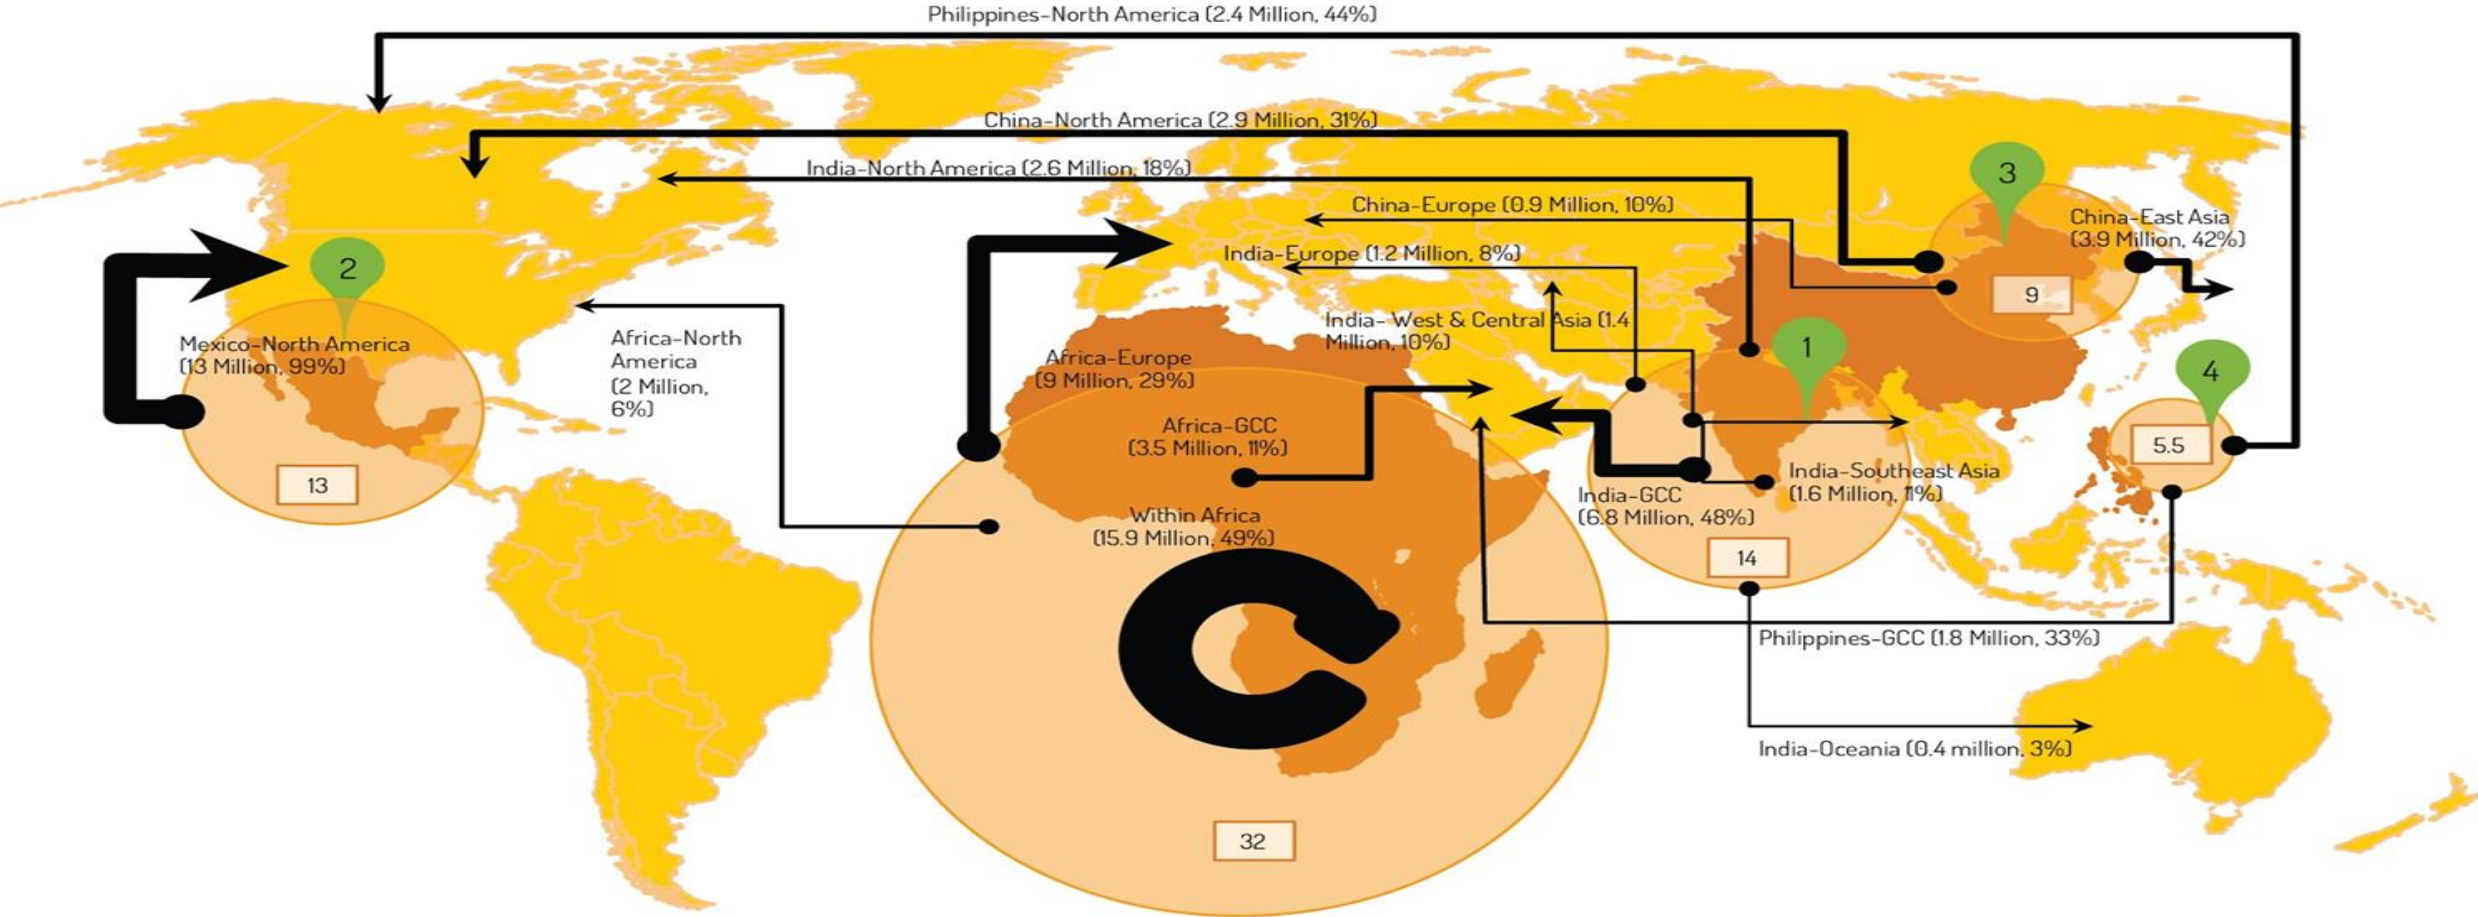 Philippines-North America (2.4 Million, 44%)
China-North America (2.9 Million, 31%)
India-North America (2.6 Million, 18%)
3
China-Europe (0.9 Million, 10%)
China-East Asia
(3.9 Million, 42%)
2
India-Europe (1.2 Million, 8%)
9
Mexico-North America
(13 Million, 99%)
Africa-North
America
(2 Million,
6%)
India- West & Central Asia (1.4
Million, 10%)
1
Africa-Europe
(9 Million, 29%)
4
Africa-GCC
(3.5 Million, 11%)
5.5
13
India-Southeast Asia
(1.6 Million, 11%)
India-GCC
(6.8 Million, 48%)
Within Africa
(15.9 Million, 49%)
14
Philippines-GCC (1.8 Million, 33%)
India-Oceania (0.4 million, 3%)
32